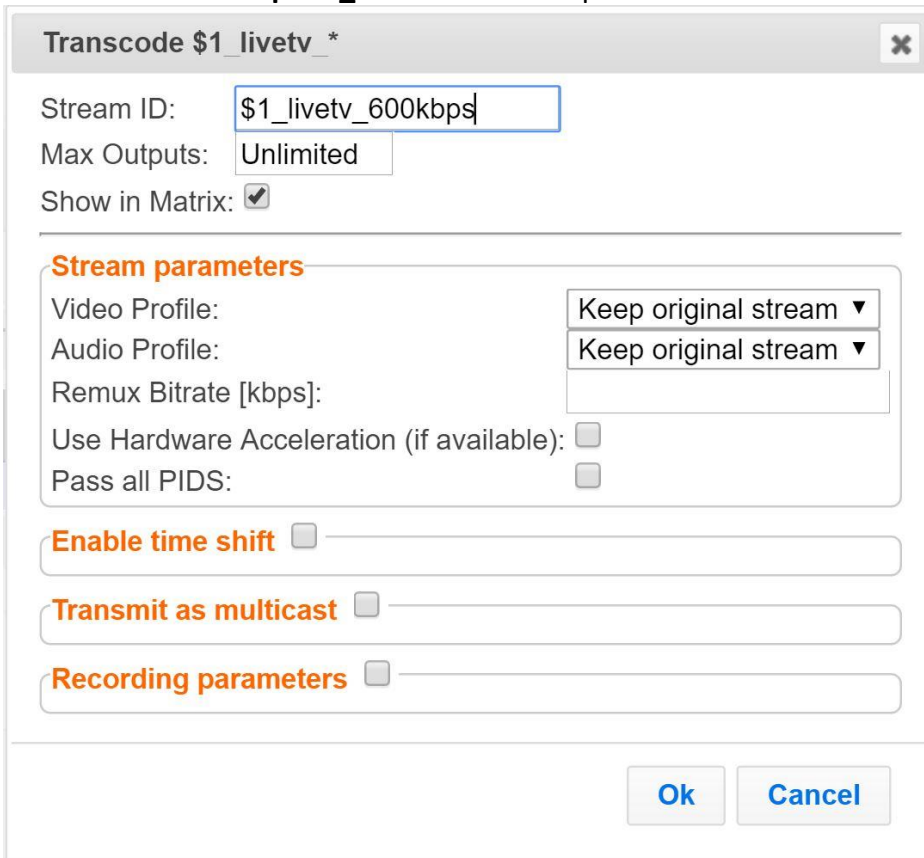 Transcode $1_livetv_*
Stream ID: $1_livetv_600kbps
Max Outputs: Unlimited
Show in Matrix:
Stream parameters
Video Profile: Keep original stream
Audio Profile: Keep original stream
Remux Bitrate [kbps]:
Use Hardware Acceleration (if available):
Pass all PIDS:
Enable time shift
Transmit as multicast
Recording parameters
Ok Cancel